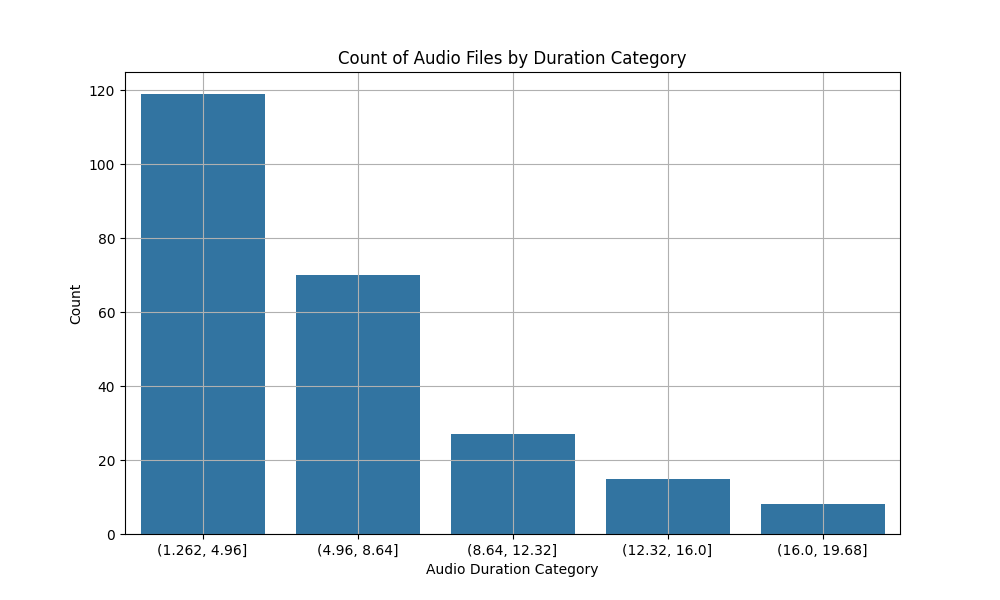 Count of Audio Files by Duration Category
120
100
80
60
40
20
0
Count
(1.262, 4.96] (4.96, 8.64] (8.64, 12.32] (12.32, 16.0] (16.0, 19.68]
Audio Duration Category